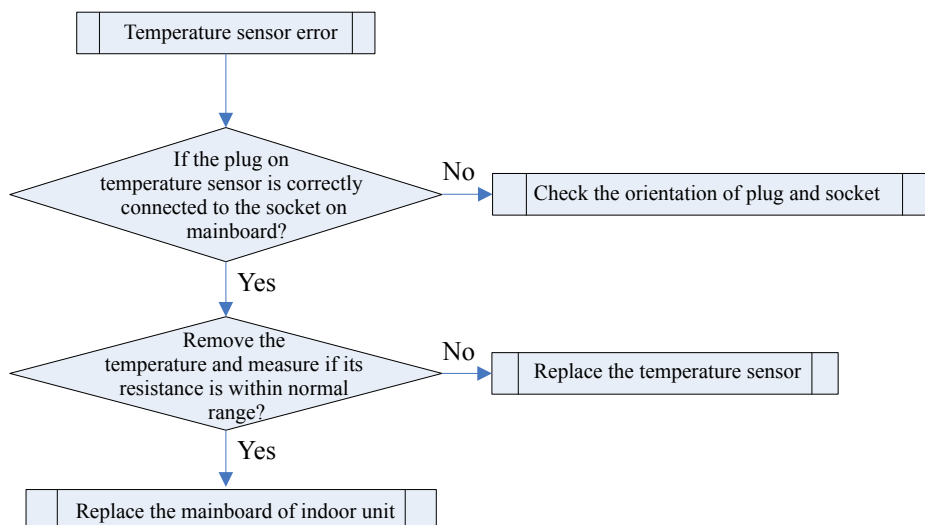 Temperature sensor error
If the plug on
temperature sensor is correctly
connected to the socket on
mainboard?
No
Check the orientation of plug and socket
Yes
Remove the
temperature and measure if its
resistance is within normal
range?
No
Replace the temperature sensor
Yes
Replace the mainboard of indoor unit